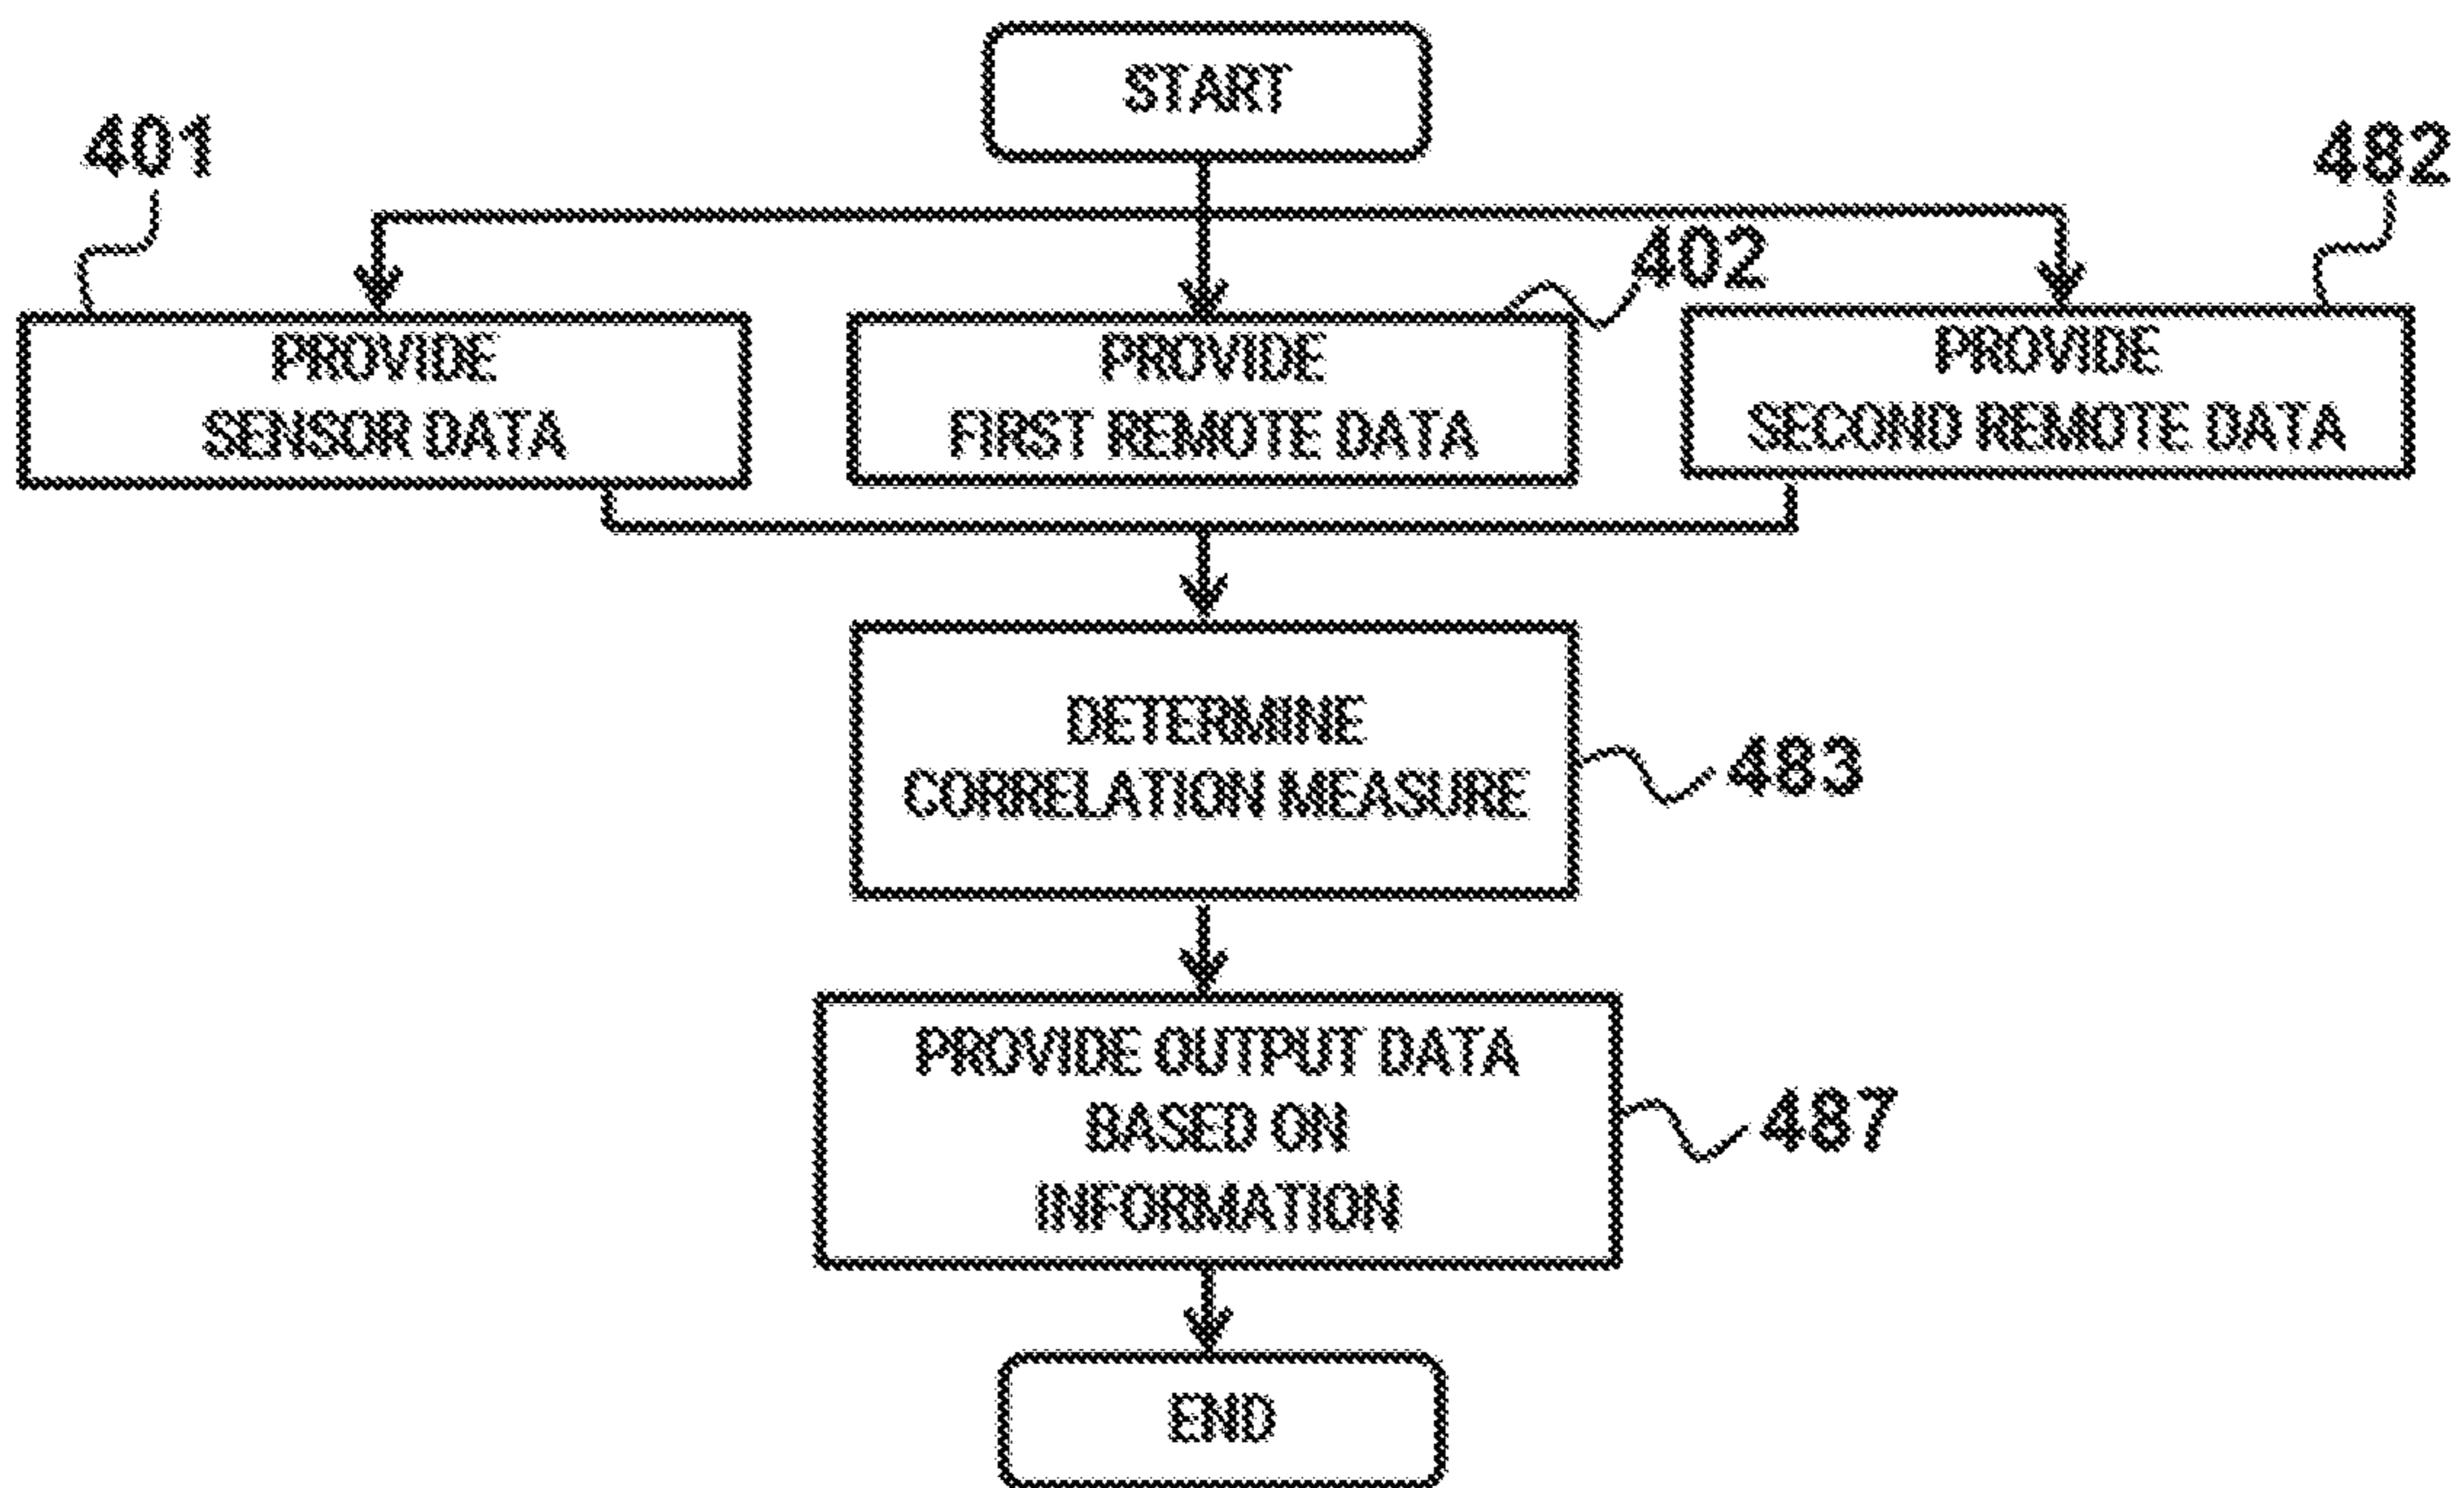 START
401
482
402
PROVIDE
SENSOR DATA
PROVIDE
FIRST REMOTE DATA
PROVIDE
SECOND REMOTE DATA
DETERMINE
CORRELATION MEASURE
483
PROVIDE OUTPUT DATA
BASED ON
INFORMATION
487
END